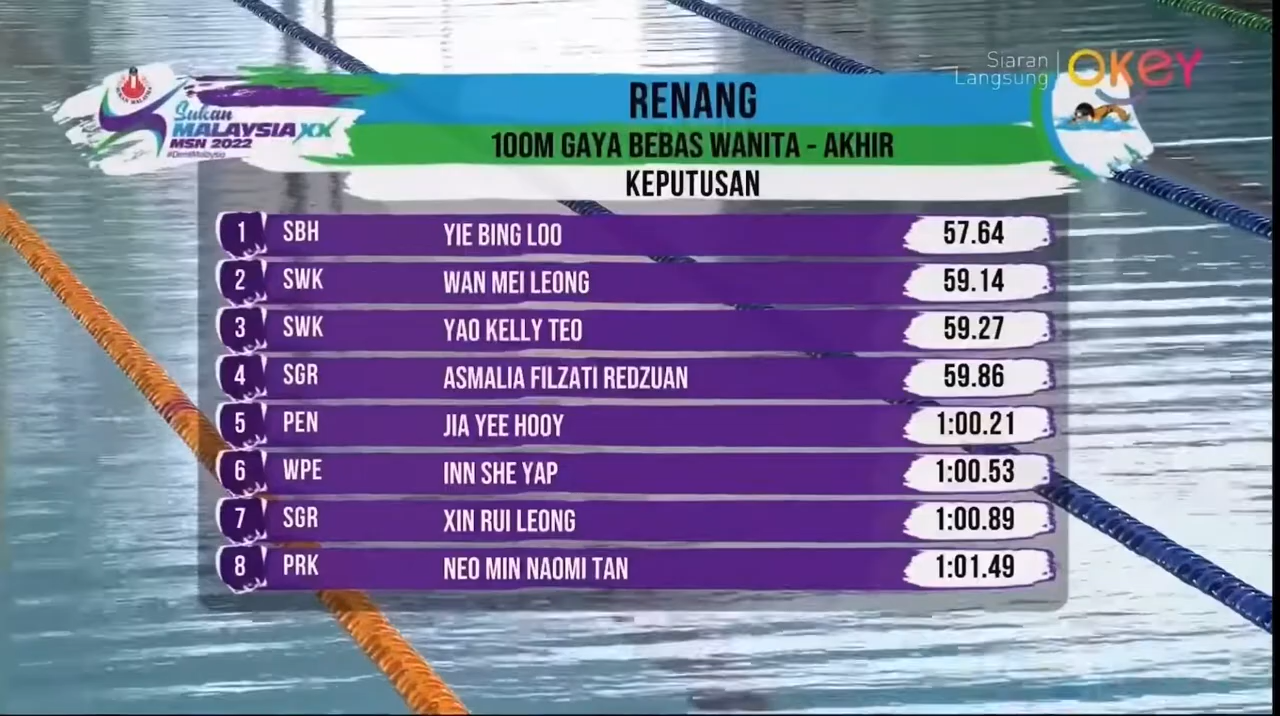 Siaran
Langsung
OKey
Sukan
MALAYSIA XX
MSN 2022
#DemiMalaysia
RENANG
100M GAYA BEBAS WANITA - AKHIR
KEPUTUSAN
1 SBH YIE BING LOO 57.64
2 SWK WAN MEI LEONG 59.14
3 SWK YAO KELLY TEO 59.27
4 SGR ASMALIA FILZATI REDZUAN 59.86
5 PEN JIA YEE HOOY 1:00.21
6 WPE INN SHE YAP 1:00.53
7 SGR XIN RUI LEONG 1:00.89
8 PRK NEO MIN NAOMI TAN 1:01.49